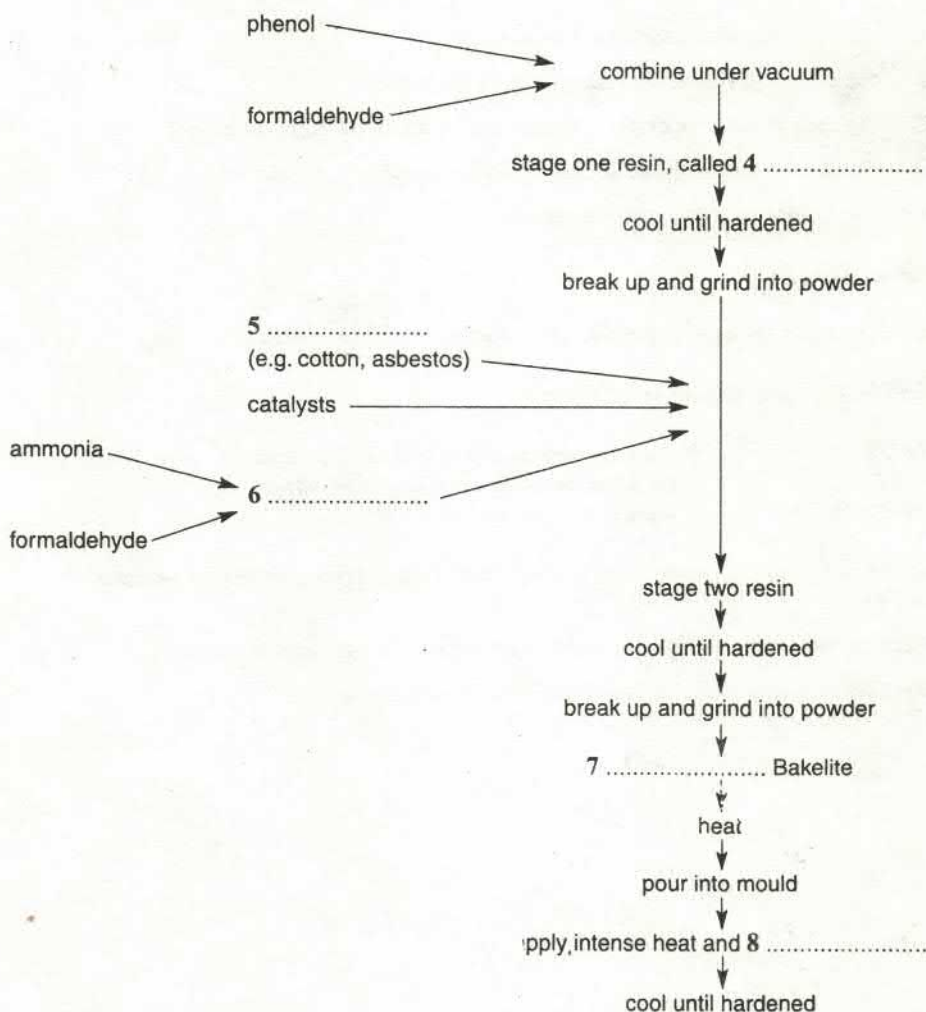 phenol
combine under vacuum
formaldehyde
stage one resin, called 4 ....................
cool until hardened
break up and grind into powder
5 ....................
(e.g. cotton, asbestos)
catalysts
ammonia
6 ....................
formaldehyde
stage two resin
cool until hardened
break up and grind into powder
7 .................... Bakelite
heat
pour into mould
pply, intense heat and 8 ....................
cool until hardened